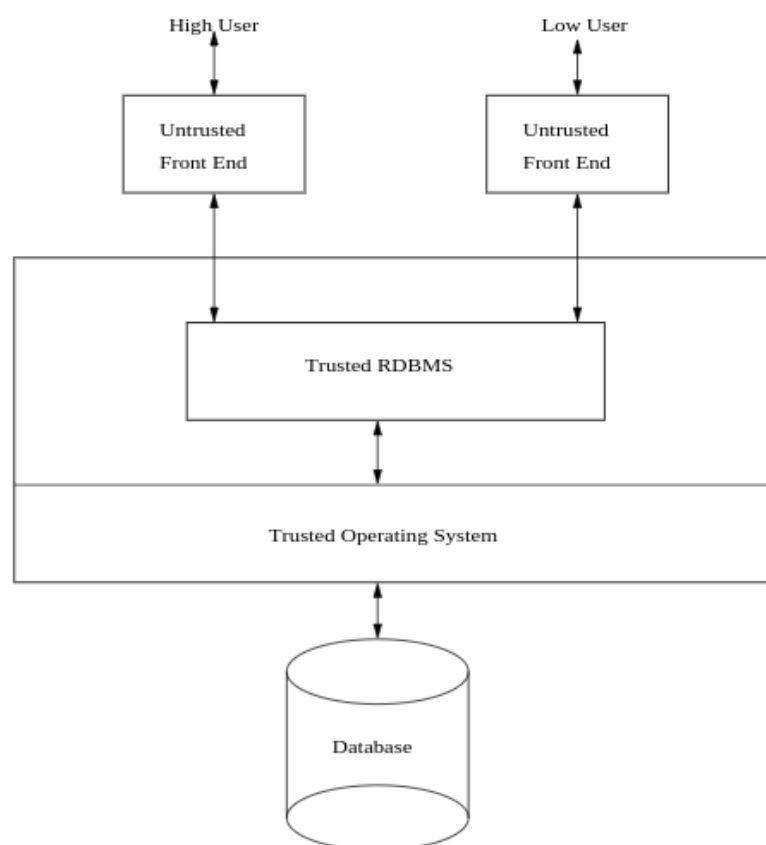 High User
Low User
Untrusted
Front End
Untrusted
Front End
Trusted RDBMS
Trusted Operating System
Database